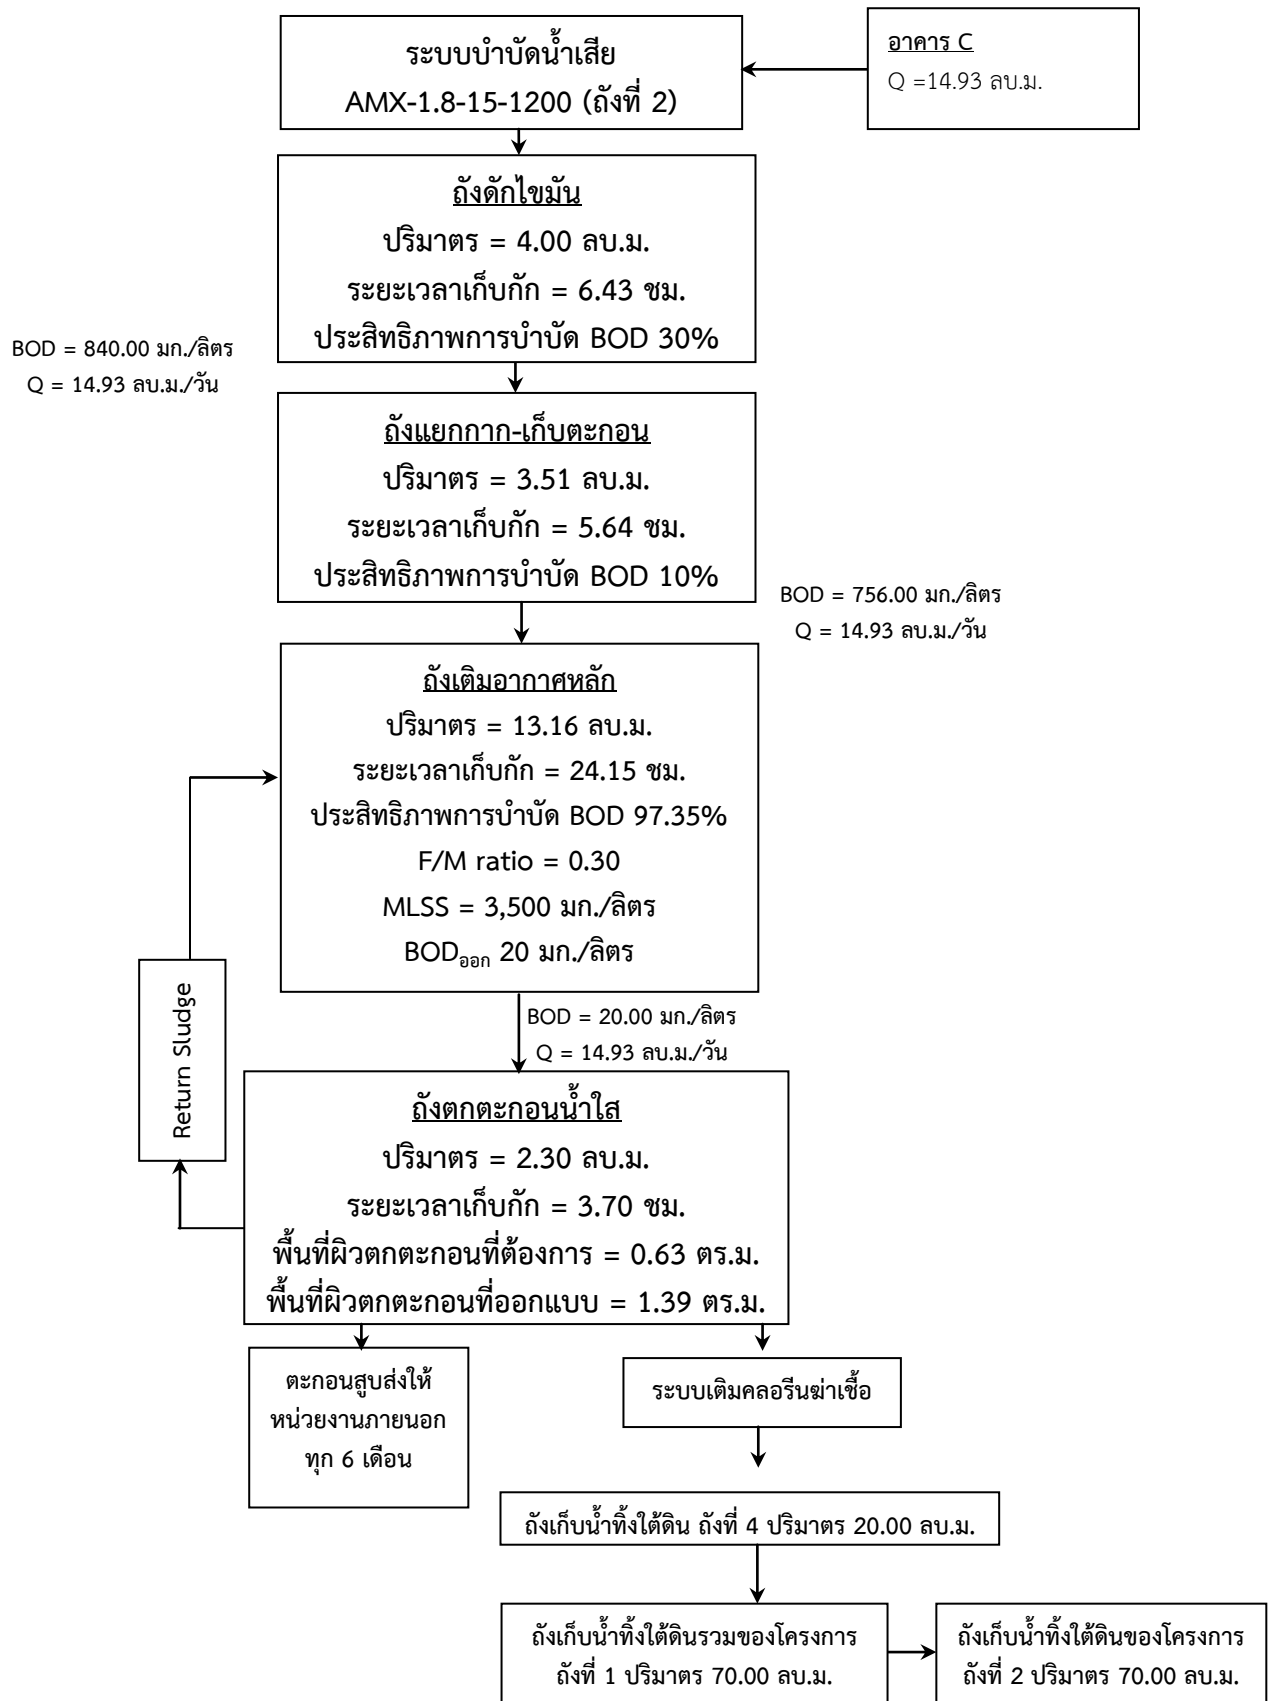 ระบบบำบัดน้ำเสีย
AMX-1.8-15-1200 (ถังที่ 2)
อาคาร C
Q =14.93 ลบ.ม.
ถังดักไขมัน
ปริมาตร = 4.00 ลบ.ม.
ระยะเวลาเก็บกัก = 6.43 ชม.
ประสิทธิภาพการบำบัด BOD 30%
BOD = 840.00 มก./ลิตร
Q = 14.93 ลบ.ม./วัน
ถังแยกกาก-เก็บตะกอน
ปริมาตร = 3.51 ลบ.ม.
ระยะเวลาเก็บกัก = 5.64 ชม.
ประสิทธิภาพการบำบัด BOD 10%
BOD = 756.00 มก./ลิตร
Q = 14.93 ลบ.ม./วัน
ถังเติมอากาศหลัก
ปริมาตร = 13.16 ลบ.ม.
ระยะเวลาเก็บกัก = 24.15 ชม.
ประสิทธิภาพการบำบัด BOD 97.35%
F/M ratio = 0.30
MLSS = 3,500 มก./ลิตร
BODออก 20 มก./ลิตร
Return Sludge
BOD = 20.00 มก./ลิตร
Q = 14.93 ลบ.ม./วัน
ถังตกตะกอนน้ำใส
ปริมาตร = 2.30 ลบ.ม.
ระยะเวลาเก็บกัก = 3.70 ชม.
พื้นที่ผิวตกตะกอนที่ต้องการ = 0.63 ตร.ม.
พื้นที่ผิวตกตะกอนที่ออกแบบ = 1.39 ตร.ม.
ตะกอนสูบส่งให้
หน่วยงานภายนอก
ทุก 6 เดือน
ระบบเติมคลอรีนฆ่าเชื้อ
ถังเก็บน้ำทิ้งใต้ดิน ถังที่ 4 ปริมาตร 20.00 ลบ.ม.
ถังเก็บน้ำทิ้งใต้ดินรวมของโครงการ
ถังที่ 1 ปริมาตร 70.00 ลบ.ม.
ถังเก็บน้ำทิ้งใต้ดินของโครงการ
ถังที่ 2 ปริมาตร 70.00 ลบ.ม.